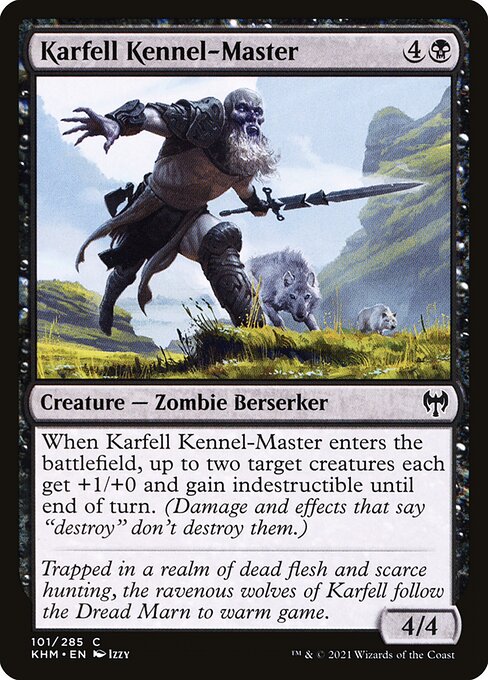 Karfell Kennel-Master 4
Creature — Zombie Berserker
When Karfell Kennel-Master enters the
battlefield, up to two target creatures each
get +1/+0 and gain indestructible until
end of turn. (Damage and effects that say
"destroy" don't destroy them.)
Trapped in a realm of dead flesh and scarce
hunting, the ravenous wolves of Karfell follow
the Dread Marn to warm game.
4/4
101/285 C
KHM • EN Izzy
™ & © 2021 Wizards of the Coast